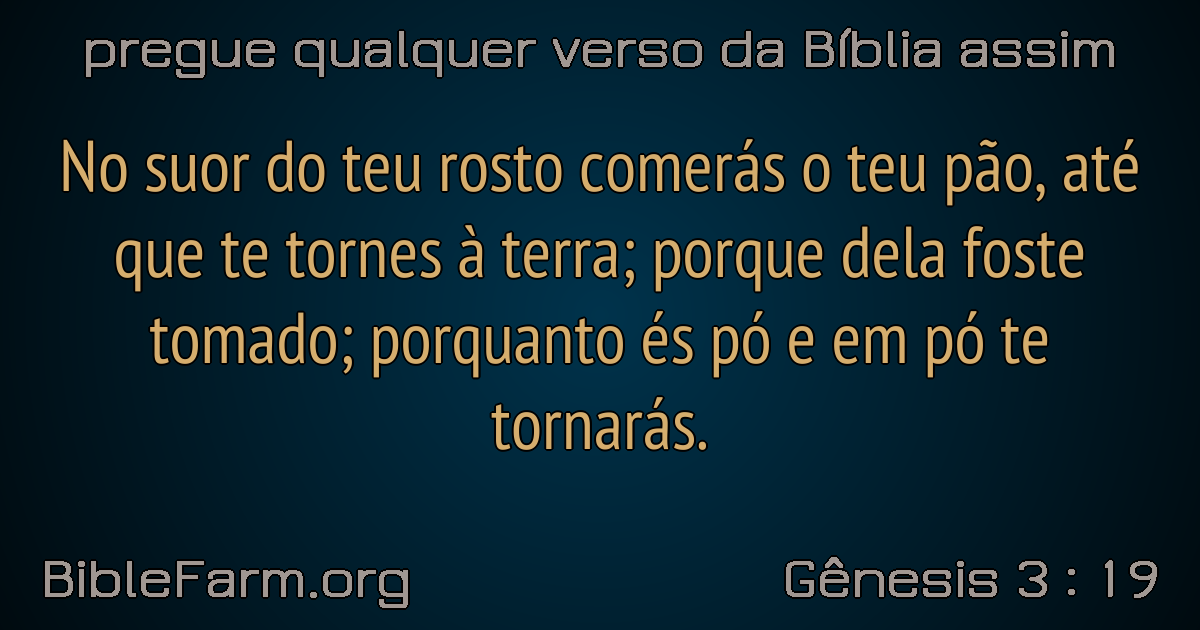 pregue qualquer verso da Bíblia assim
No suor do teu rosto comerás o teu pão, até
que te tornes à terra; porque dela foste
tomado; porquanto és pó e em pó te
tornarás.
BibleFarm.org
Gênesis 3 : 19